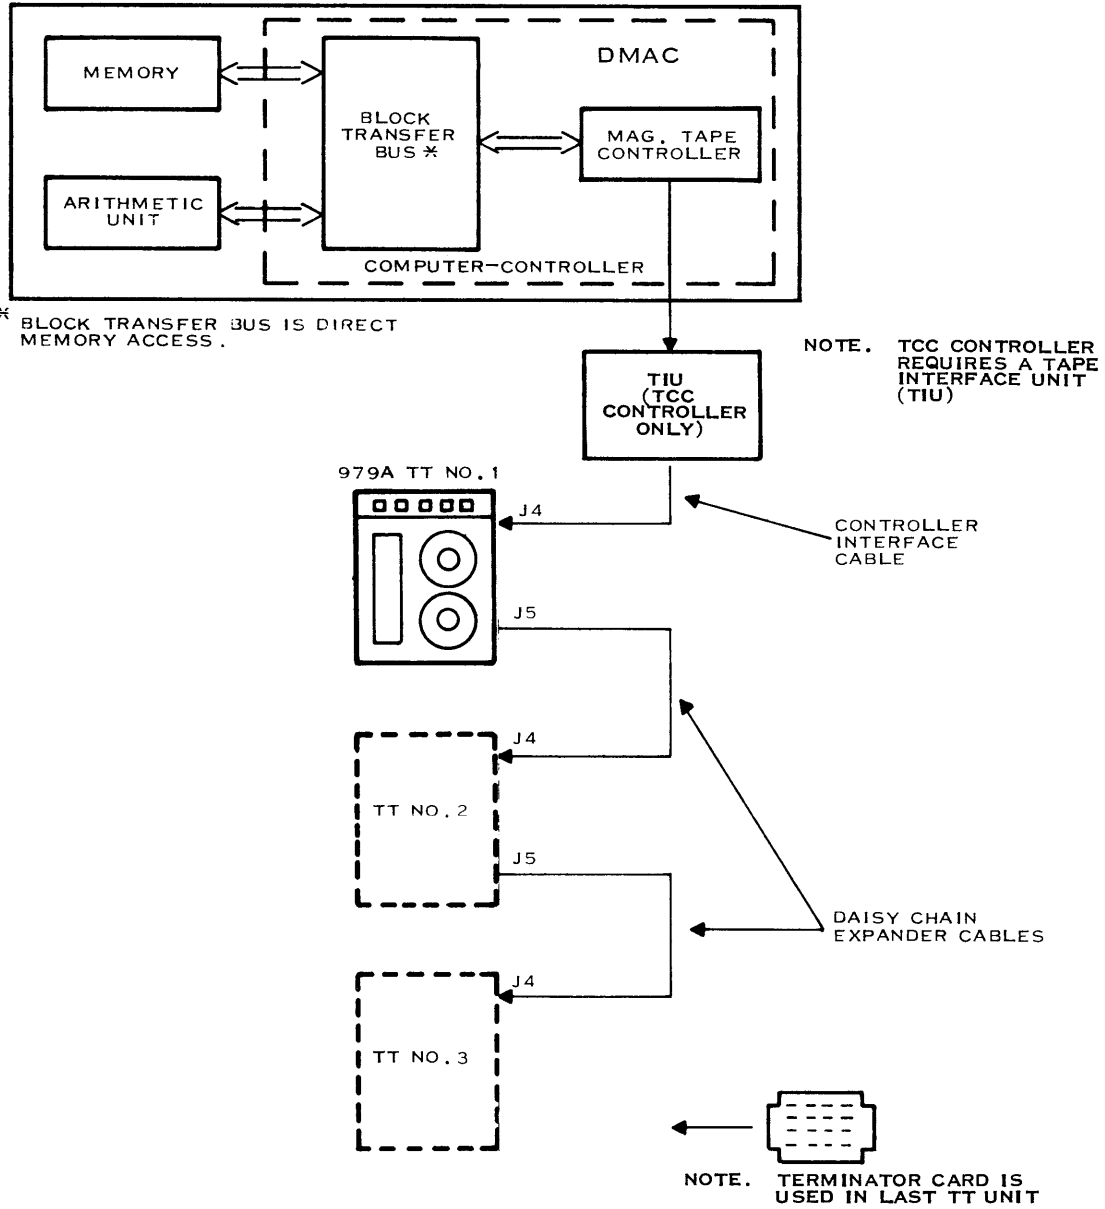 MEMORY
DMAC
BLOCK
TRANSFER
BUS *
MAG. TAPE
CONTROLLER
ARITHMETIC
UNIT
COMPUTER-CONTROLLER
* BLOCK TRANSFER BUS IS DIRECT
MEMORY ACCESS.
NOTE. TCC CONTROLLER
REQUIRES A TAPE
INTERFACE UNIT
(TIU)
TIU
(TCC
CONTROLLER
ONLY)
979A TT NO.1
J4
CONTROLLER
INTERFACE
CABLE
J5
J4
TT NO.2
J5
DAISY CHAIN
EXPANDER CABLES
J4
TT NO.3
NOTE. TERMINATOR CARD IS
USED IN LAST TT UNIT